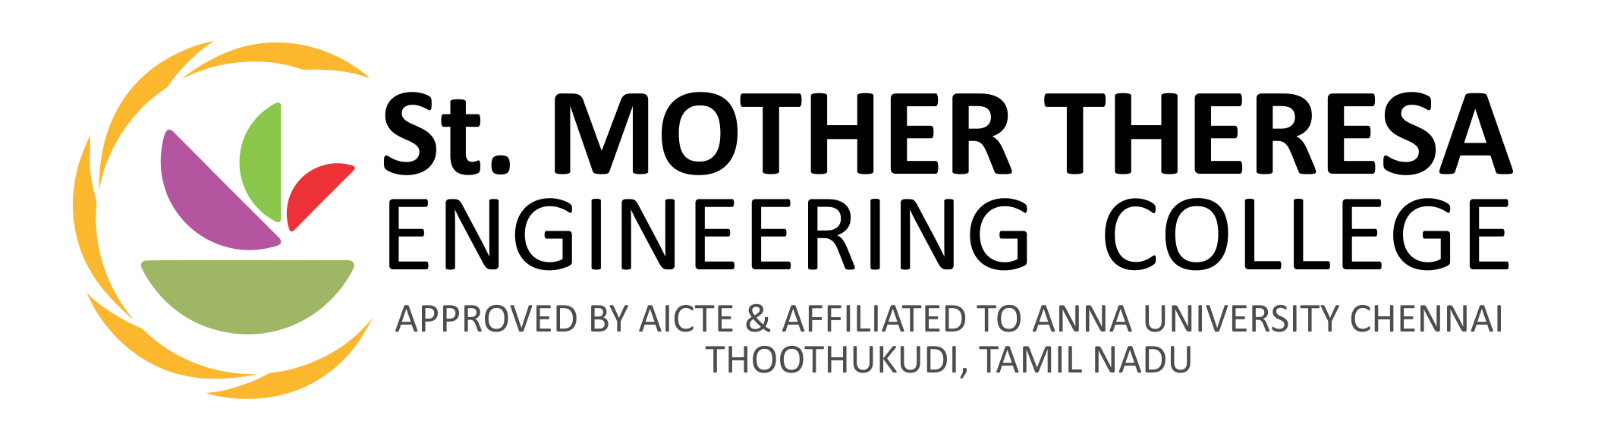 St. MOTHER THERESA
ENGINEERING COLLEGE
APPROVED BY AICTE & AFFILIATED TO ANNA UNIVERSITY CHENNAI
THOOTHUKUDI, TAMIL NADU